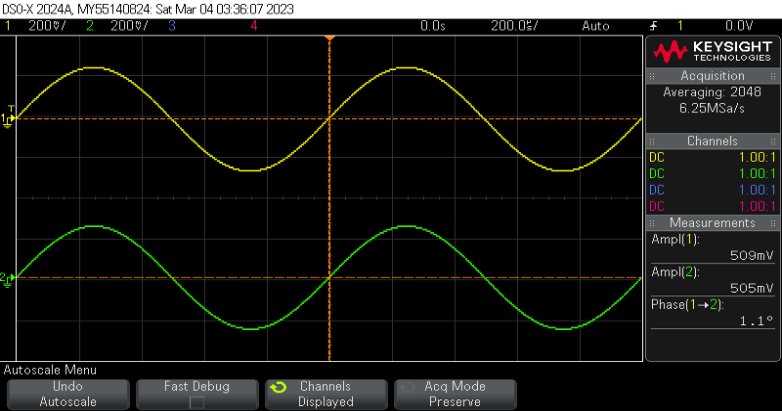 DSO-X 2024A, MY55140824: Sat Mar 04 03:36:07 2023
1 200mV/ 2 200mV/ 3 4 0.0s 200.0µs/ Auto 1 0.0V
KEYSIGHT
TECHNOLOGIES
Acquisition
Averaging: 2048
6.25MSa/s
Channels
DC 1.00:1
DC 1.00:1
DC 1.00:1
DC 1.00:1
Measurements
Ampl(1):
509mV
Ampl(2):
505mV
Phase(1→2):
1.1°
T
1
2
Autoscale Menu
Undo
Autoscale
Fast Debug
Channels
Displayed
Acq Mode
Preserve